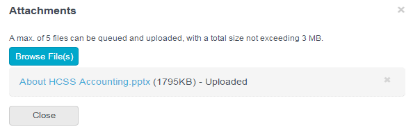 Attachments
A max. of 5 files can be queued and uploaded, with a total size not exceeding 3 MB.
Browse File(s)
About HCSS Accounting.pptx (1795KB) - Uploaded
Close